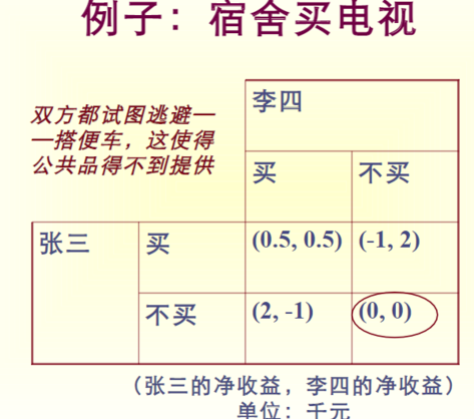 例子：宿舍买电视
双方都试图逃避—
—搭便车，这使得
公共品得不到提供
李四
买 不买
张三 买 (0.5, 0.5) (-1, 2)
不买 (2, -1) (0, 0)
（张三的净收益，李四的净收益）
单位：千元